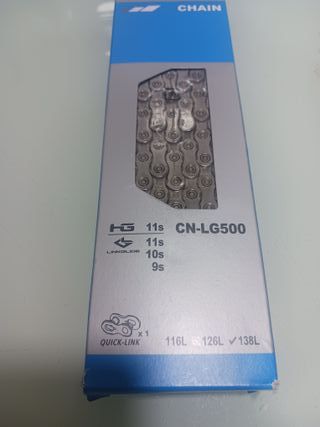 CHAIN
HG 11s
LINKGLIDE 11s
10s
9s
CN-LG500
QUICK-LINK x 1
116L 126L ✓138L